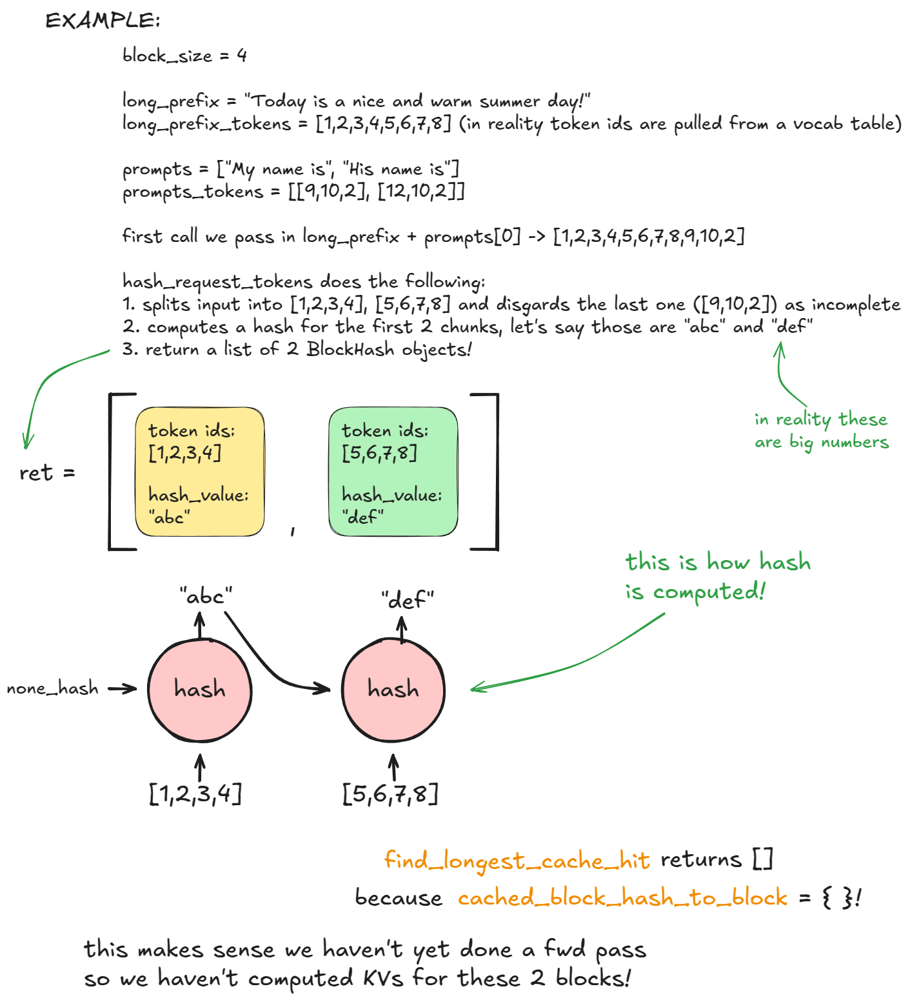 EXAMPLE:
block_size = 4
long_prefix = "Today is a nice and warm summer day!"
long_prefix_tokens = [1,2,3,4,5,6,7,8] (in reality token ids are pulled from a vocab table)
prompts = ["My name is", "His name is"]
prompts_tokens = [[9,10,2], [12,10,2]]
first call we pass in long_prefix + prompts[0] -> [1,2,3,4,5,6,7,8,9,10,2]
hash_request_tokens does the following:
1. splits input into [1,2,3,4], [5,6,7,8] and disgards the last one ([9,10,2]) as incomplete
2. computes a hash for the first 2 chunks, let's say those are "abc" and "def"
3. return a list of 2 BlockHash objects!
in reality these
are big numbers
ret =
token ids:
[1,2,3,4]
hash_value:
"abc"
,
token ids:
[5,6,7,8]
hash_value:
"def"
this is how hash
is computed!
"abc"
"def"
none_hash
hash
hash
[1,2,3,4]
[5,6,7,8]
find_longest_cache_hit returns []
because cached_block_hash_to_block = { }!
this makes sense we haven't yet done a fwd pass
so we haven't computed KVs for these 2 blocks!